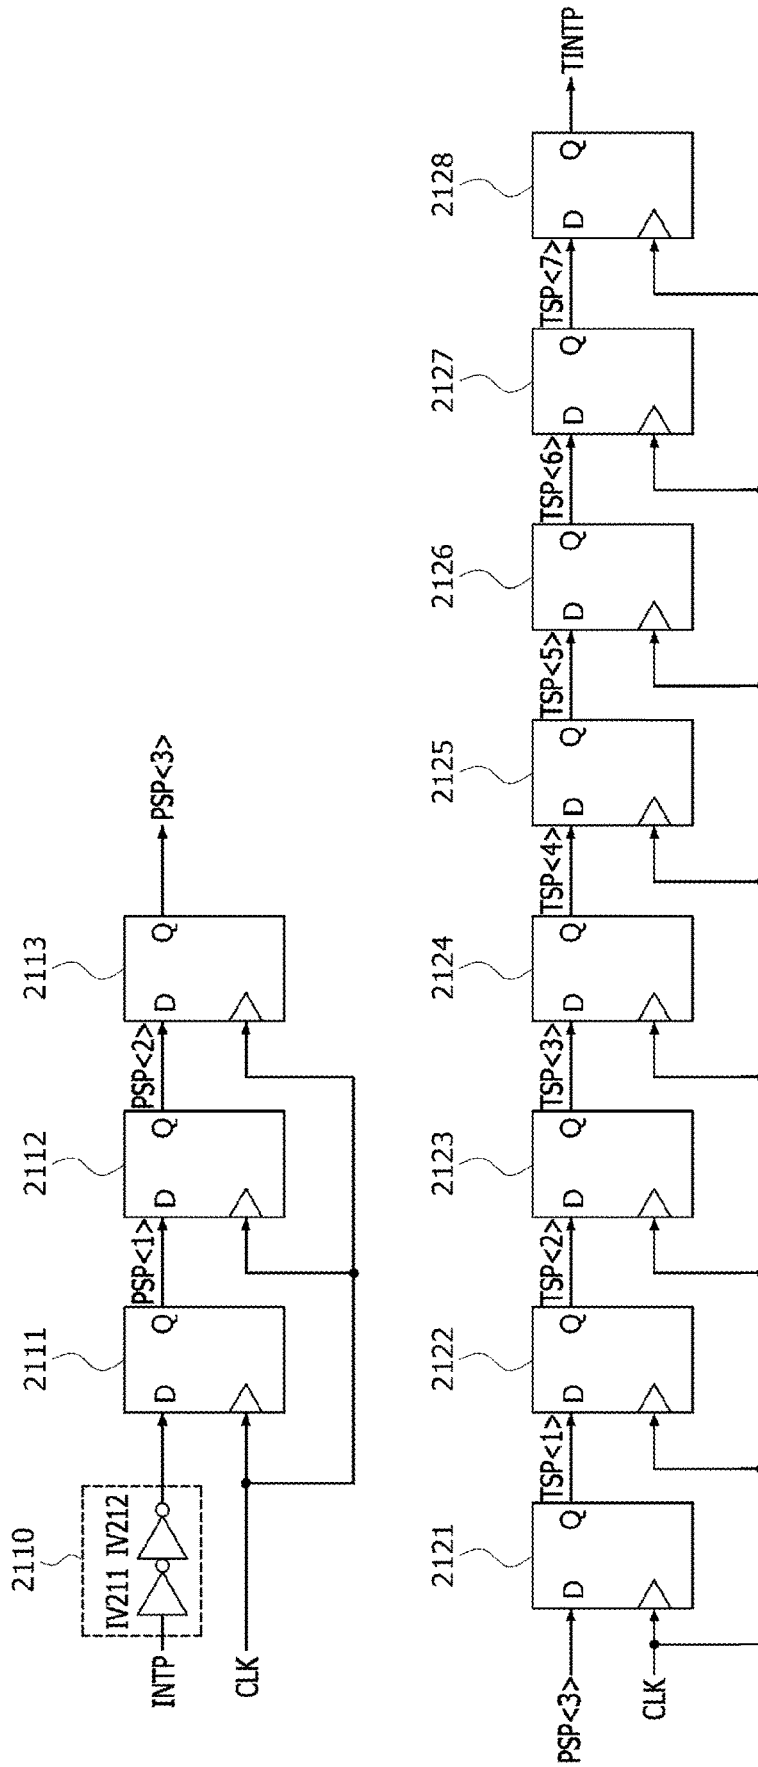 2110
IV211 IV212
INTP
CLK
2111
D
Q
PSP<1>
2112
D
Q
PSP<2>
2113
D
Q
PSP<3>
PSP<3>
CLK
2121
D
Q
TSP<1>
2122
D
Q
TSP<2>
2123
D
Q
TSP<3>
2124
D
Q
TSP<4>
2125
D
Q
TSP<5>
2126
D
Q
TSP<6>
2127
D
Q
TSP<7>
2128
D
Q
TINTP